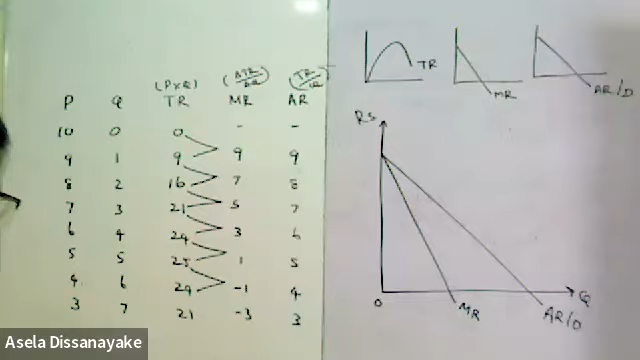 (PxQ) (ΔTR/ΔQ) (TR/Q)
P Q TR MR AR
10 0 0 - -
9 1 9 9 9
8 2 16 7 8
7 3 21 5 7
6 4 24 3 6
5 5 25 1 5
4 6 24 -1 4
3 7 21 -3 3
TR
MR
AR/D
Rs
0 MR AR/D Q
Asela Dissanayake